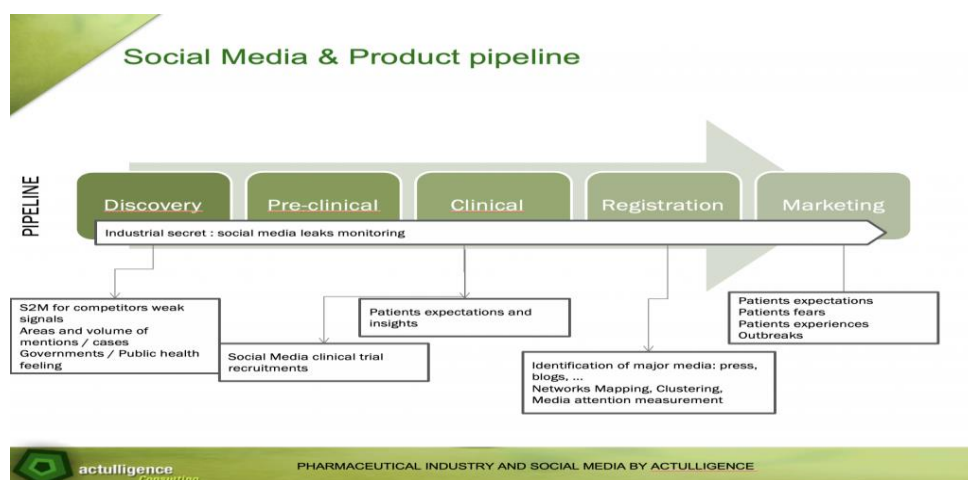 Social Media & Product pipeline
PIPELINE
Discovery
Pre-clinical
Clinical
Registration
Marketing
Industrial secret : social media leaks monitoring
S2M for competitors weak
signals
Areas and volume of
mentions / cases
Governments / Public health
feeling
Social Media clinical trial
recruitments
Patients expectations and
insights
Identification of major media: press,
blogs, ...
Networks Mapping, Clustering,
Media attention measurement
Patients expectations
Patients fears
Patients experiences
Outbreaks
actulligence
Consulting
PHARMACEUTICAL INDUSTRY AND SOCIAL MEDIA BY ACTULLIGENCE